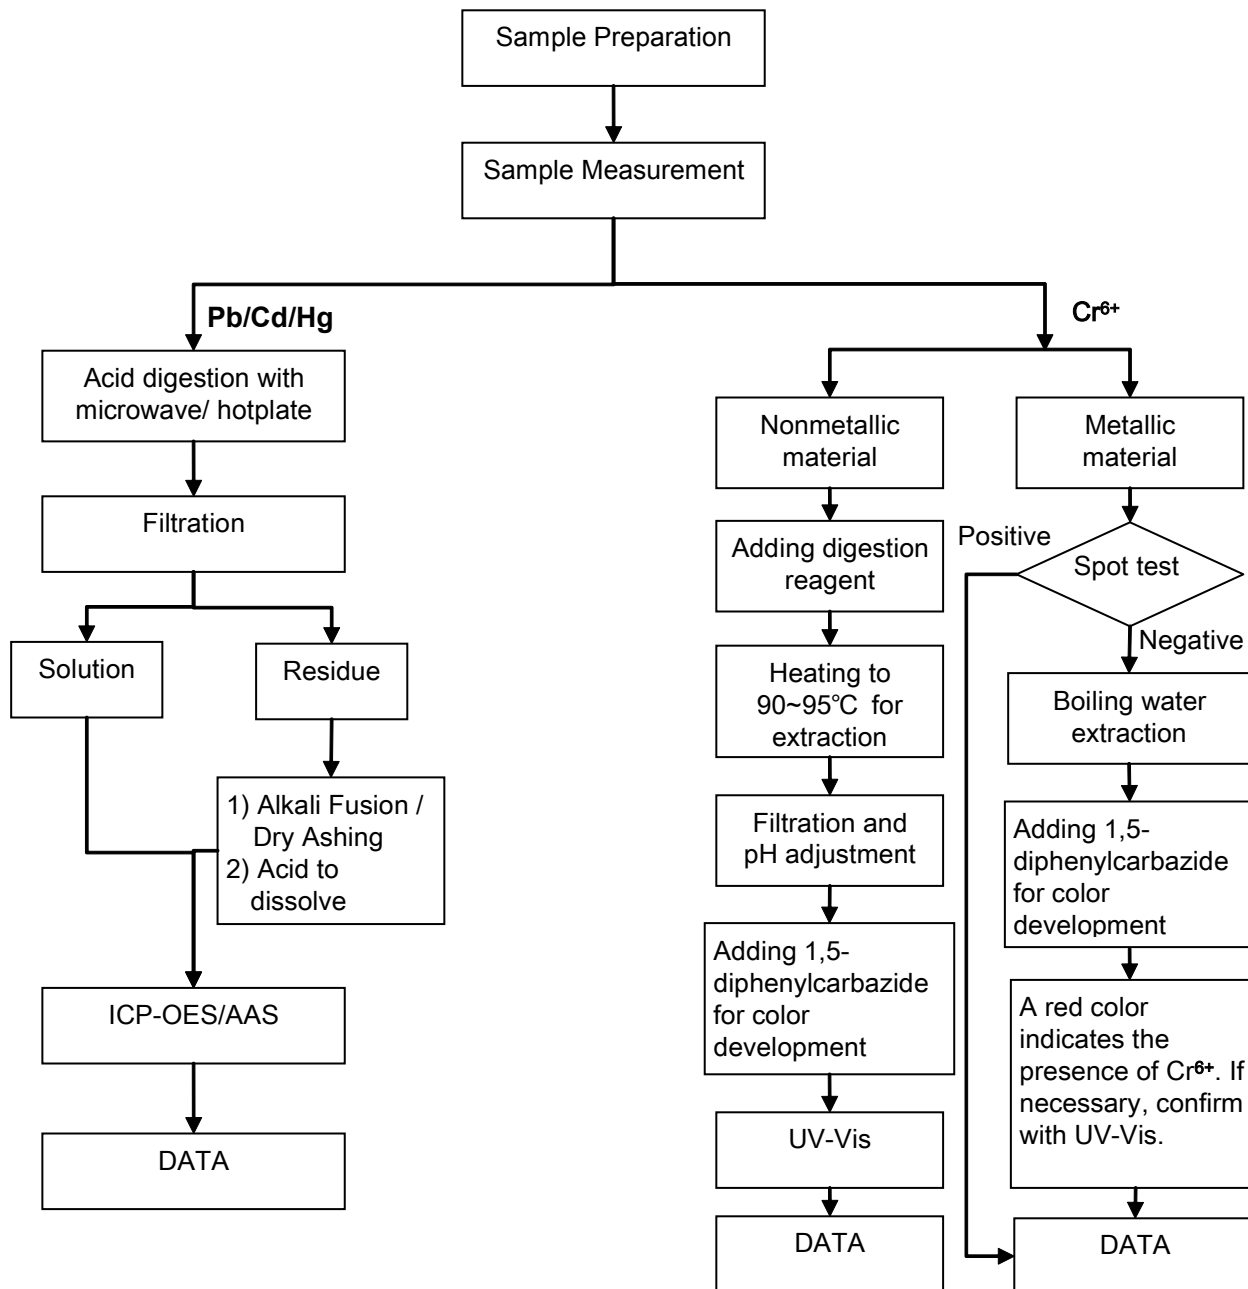 Sample Preparation
Sample Measurement
Pb/Cd/Hg
Cr⁶⁺
Acid digestion with
microwave/ hotplate
Filtration
Solution
Residue
1) Alkali Fusion /
Dry Ashing
2) Acid to
dissolve
ICP-OES/AAS
DATA
Nonmetallic
material
Adding digestion
reagent
Heating to
90~95℃ for
extraction
Filtration and
pH adjustment
Adding 1,5-
diphenylcarbazide
for color
development
UV-Vis
DATA
Metallic
material
Positive
Spot test
Negative
Boiling water
extraction
Adding 1,5-
diphenylcarbazide
for color
development
A red color
indicates the
presence of Cr⁶⁺. If
necessary, confirm
with UV-Vis.
DATA